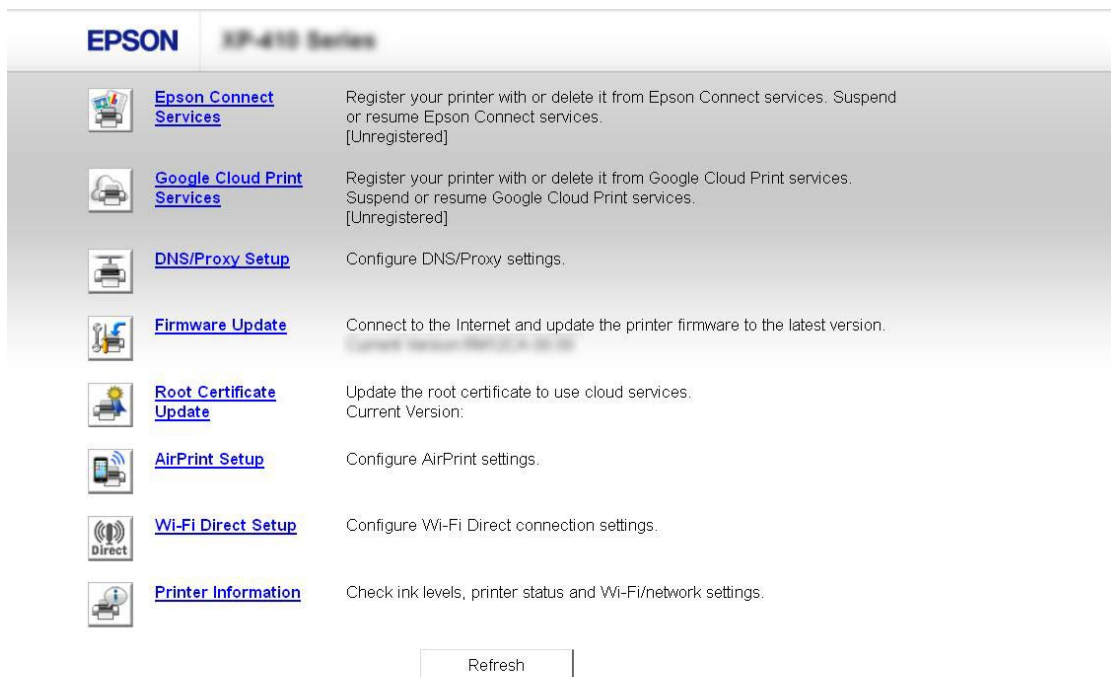 EPSON
XP-410 Series
Epson Connect
Services
Register your printer with or delete it from Epson Connect services. Suspend
or resume Epson Connect services.
[Unregistered]
Google Cloud Print
Services
Register your printer with or delete it from Google Cloud Print services.
Suspend or resume Google Cloud Print services.
[Unregistered]
DNS/Proxy Setup
Configure DNS/Proxy settings.
Firmware Update
Connect to the Internet and update the printer firmware to the latest version.
Current Version
Root Certificate
Update
Update the root certificate to use cloud services.
Current Version:
AirPrint Setup
Configure AirPrint settings.
Direct
Wi-Fi Direct Setup
Configure Wi-Fi Direct connection settings.
Printer Information
Check ink levels, printer status and Wi-Fi/network settings.
Refresh